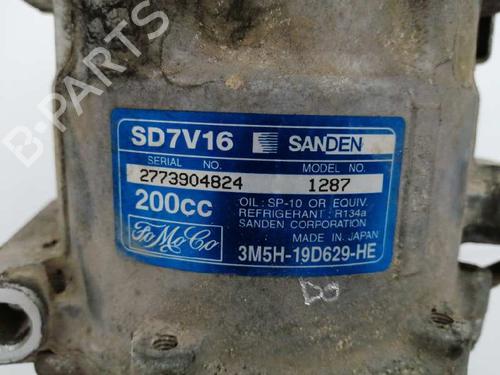 SD7V16 SANDEN
SERIAL NO. MODEL NO.
2773904824 1287
200cc OIL: SP-10 OR EQUIV.
REFRIGERANT: R134a
SANDEN CORPORATION
FoMoCo MADE IN JAPAN
3M5H-19D629-HE
DO
B-PARTS